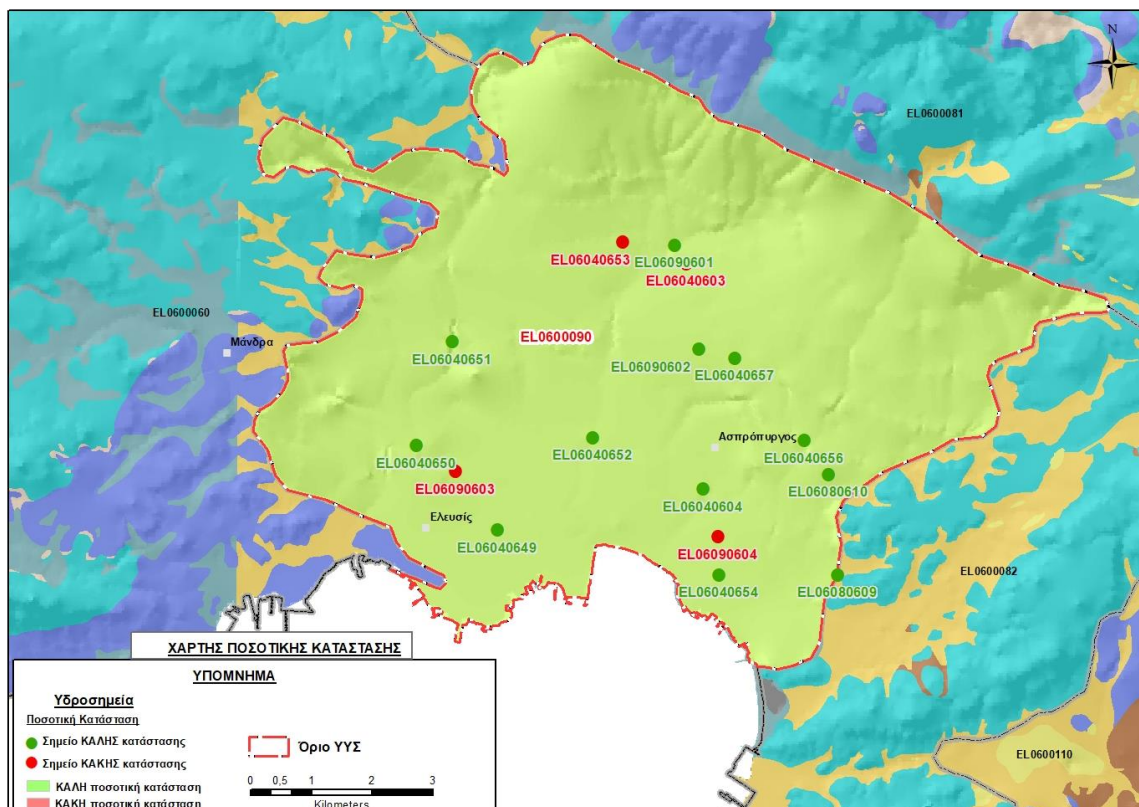 N
EL0600081
EL06040653
EL06090601
EL06040603
EL0600060
Μάνδρα
EL0600090
EL06040651
EL06090602
EL06040657
Ασπρόπυργος
EL06040652
EL06040656
EL06040650
EL06090603
EL06080610
EL06040604
Ελευσίς
EL06040649
EL06090604
EL0600082
EL06040654
EL06080609
ΧΑΡΤΗΣ ΠΟΣΟΤΙΚΗΣ ΚΑΤΑΣΤΑΣΗΣ
ΥΠΟΜΝΗΜΑ
Υδροσημεία
Ποσοτική Κατάσταση
Σημείο ΚΑΛΗΣ κατάστασης
Σημείο ΚΑΚΗΣ κατάστασης
ΚΑΛΗ ποσοτική κατάσταση
ΚΑΚΗ ποσοτική κατάσταση
Όριο ΥΥΣ
0 0,5 1 2 3
Kilometers
EL0600110